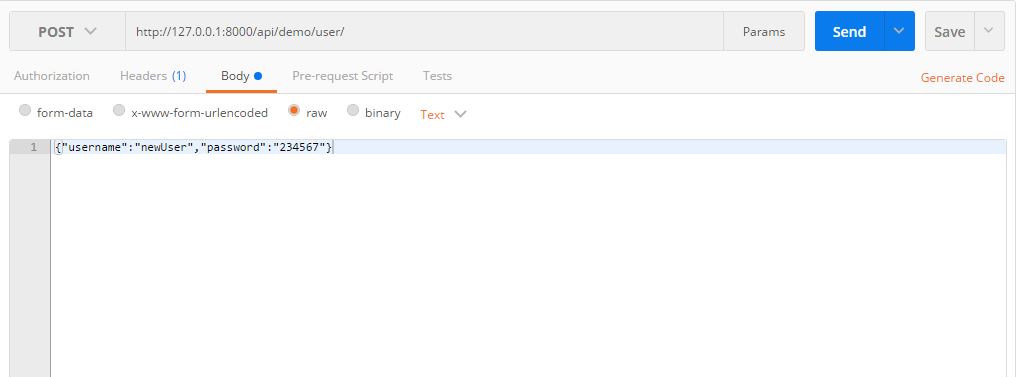 POST http://127.0.0.1:8000/api/demo/user/ Params Send Save
Authorization Headers (1) Body Pre-request Script Tests Generate Code
form-data x-www-form-urlencoded raw binary Text
1 {"username":"newUser","password":"234567"}